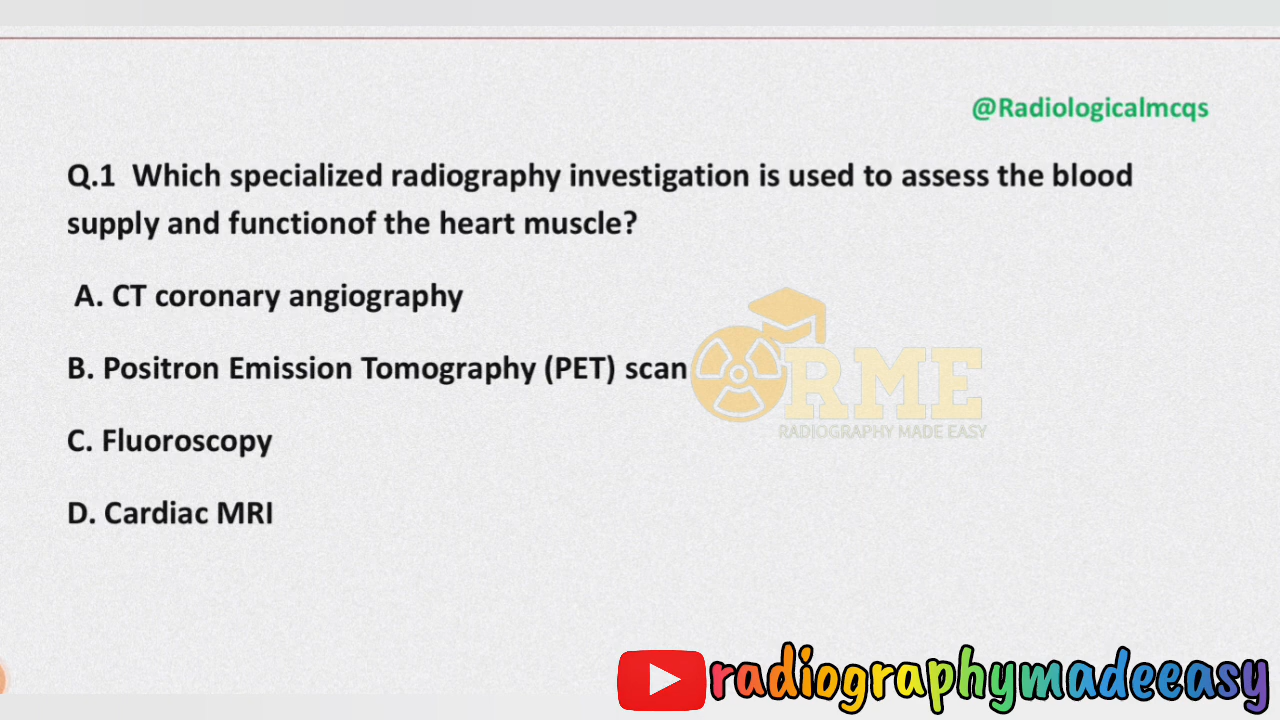 @Radiologicalmcqs
Q.1 Which specialized radiography investigation is used to assess the blood
supply and functionof the heart muscle?
A. CT coronary angiography
B. Positron Emission Tomography (PET) scan
RME
RADIOGRAPHY MADE EASY
C. Fluoroscopy
D. Cardiac MRI
radiographymadeeasy